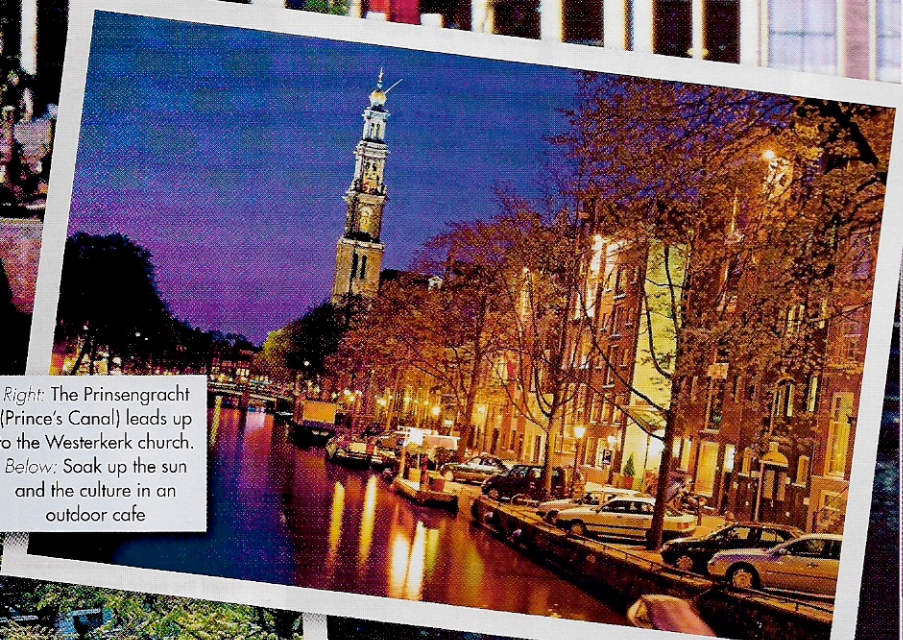 Right: The Prinsengracht
(Prince's Canal) leads up
to the Westerkerk church.
Below: Soak up the sun
and the culture in an
outdoor cafe